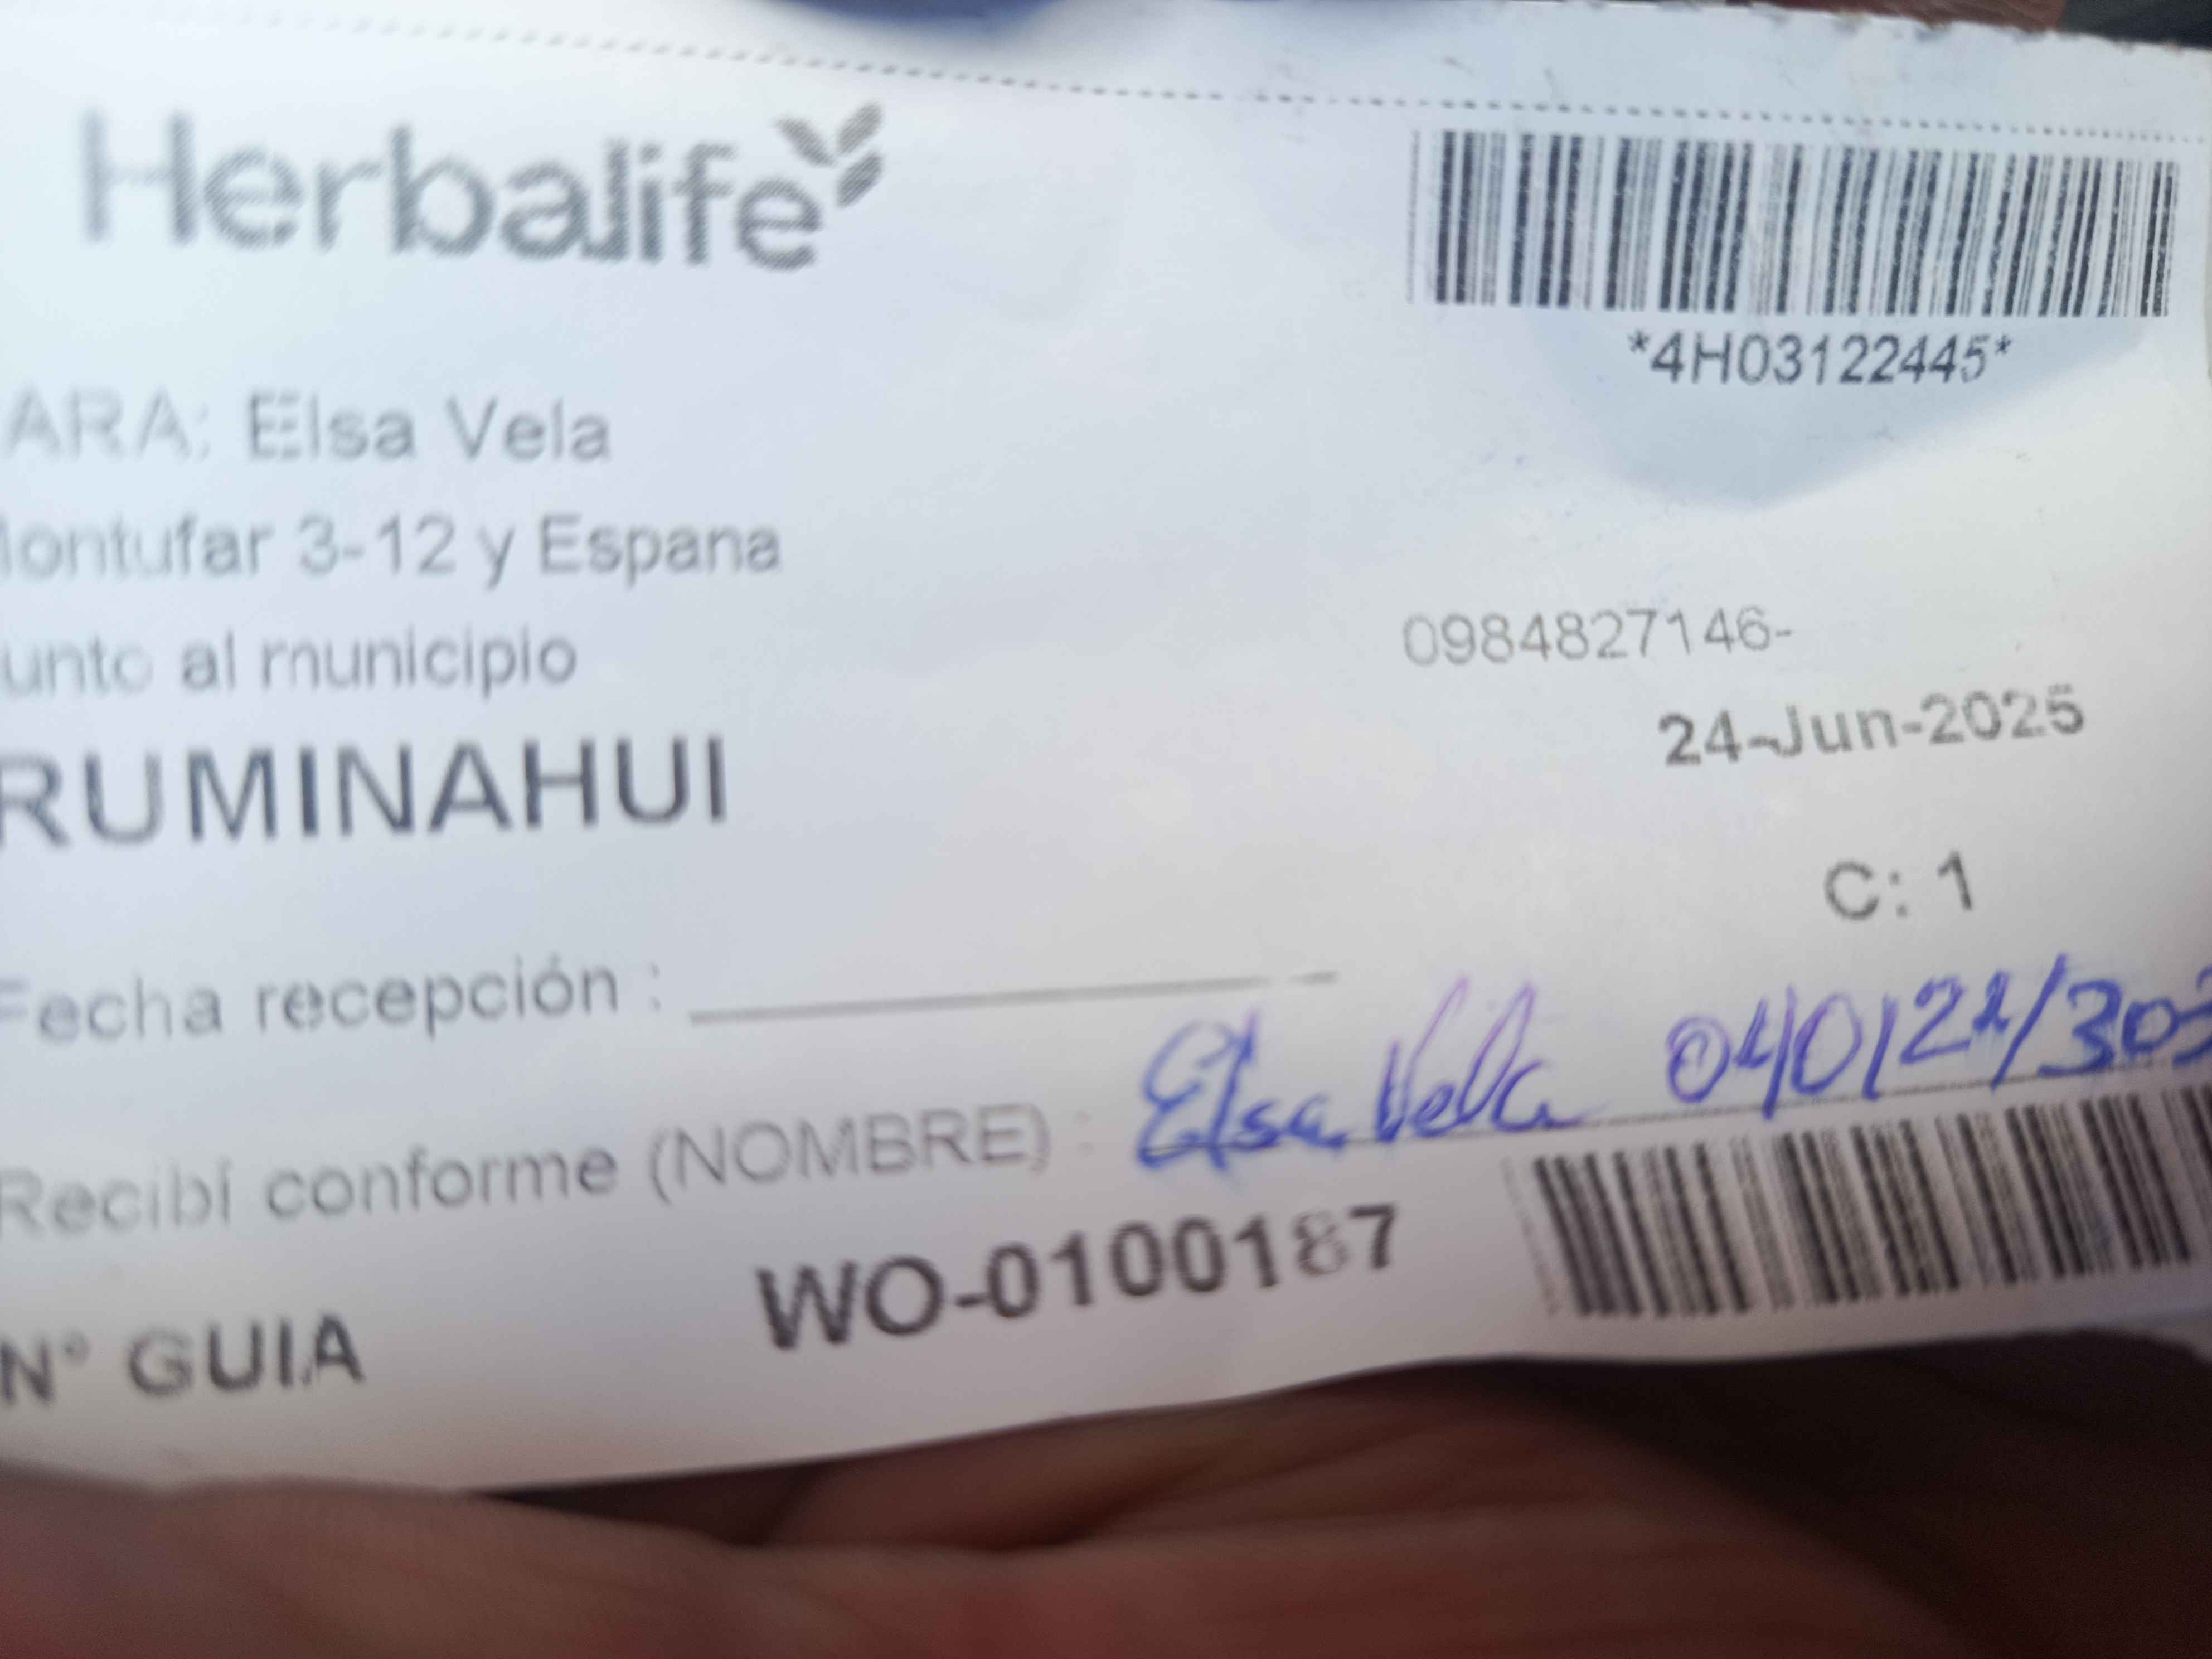 Herbalife
*4H03122445*
ARA: Elsa Vela
Montufar 3-12 y Espana
unto al municipio
0984827146-
RUMINAHUI
24-Jun-2025
C: 1
Fecha recepción :
Recibí conforme (NOMBRE) : Elsa Vela
N° GUIA
WO-0100187